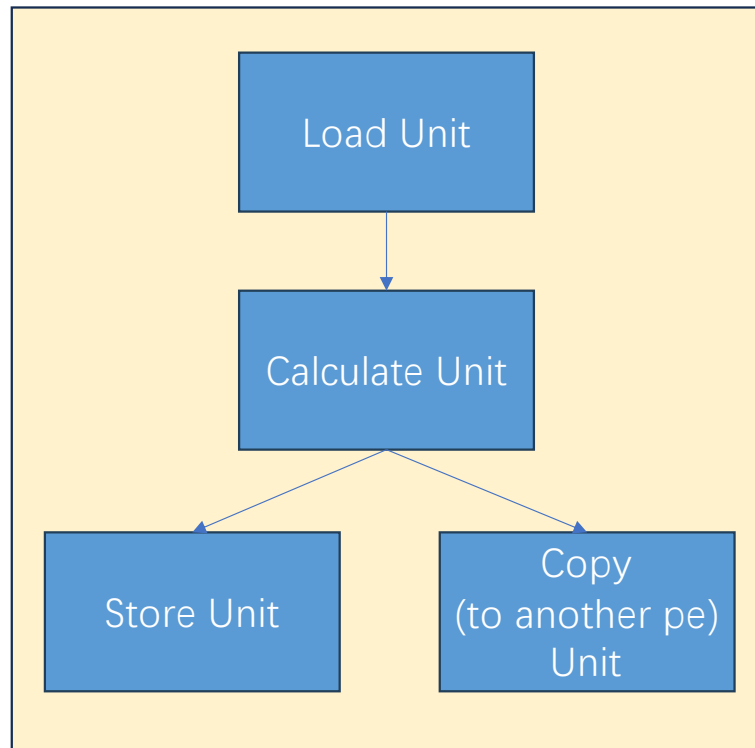 Load Unit
Calculate Unit
Store Unit
Copy
(to another pe)
Unit